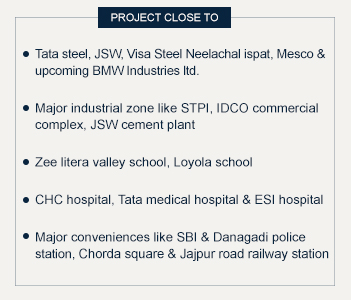 PROJECT CLOSE TO
• Tata steel, JSW, Visa Steel Neelachal ispat, Mesco &
upcoming BMW Industries ltd.
• Major industrial zone like STPI, IDCO commercial
complex, JSW cement plant
• Zee litera valley school, Loyola school
• CHC hospital, Tata medical hospital & ESI hospital
• Major conveniences like SBI & Danagadi police
station, Chorda square & Jajpur road railway station